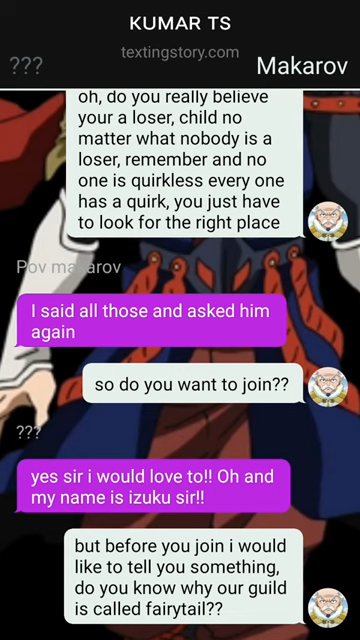 KUMAR TS
textingstory.com
??? Makarov
oh, do you really believe
your a loser, child no
matter what nobody is a
loser, remember and no
one is quirkless every one
has a quirk, you just have
to look for the right place
Pov makarov
I said all those and asked him
again
so do you want to join??
???
yes sir i would love to!! Oh and
my name is izuku sir!!
but before you join i would
like to tell you something,
do you know why our guild
is called fairytail??